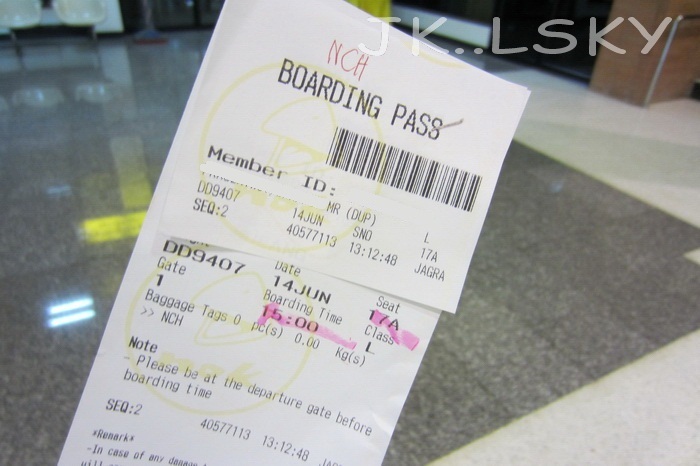 JK..LSKY
NCH
BOARDING PASS
Member ID:
MR (DUP)
DD9407 14JUN SNO L
SEQ:2 40577113 13:12:48 17A
JAGRA
DD9407 Date
Gate 14JUN Seat
1 Boarding Time 17A
15:00 Class
Baggage Tags 0 pc(s) 0.00 Kg(s) L
>> NCH
Note
- Please be at the departure gate before
boarding time
SEQ:2 40577113 13:12:48 JAGRA
*Remark*
-In case of any
will